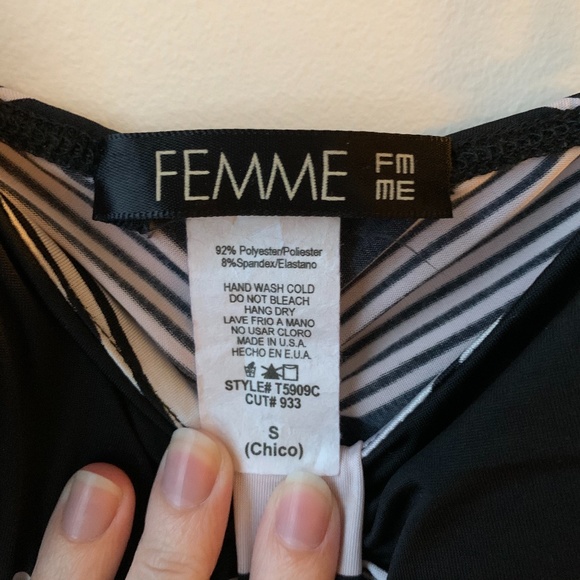 FEMME FM
ME
92% Polyester/Poliester
8%Spandex/Elastano
HAND WASH COLD
DO NOT BLEACH
HANG DRY
LAVE FRIO A MANO
NO USAR CLORO
MADE IN U.S.A.
HECHO EN E.U.A.
STYLE# T5909C
CUT# 933
S
(Chico)